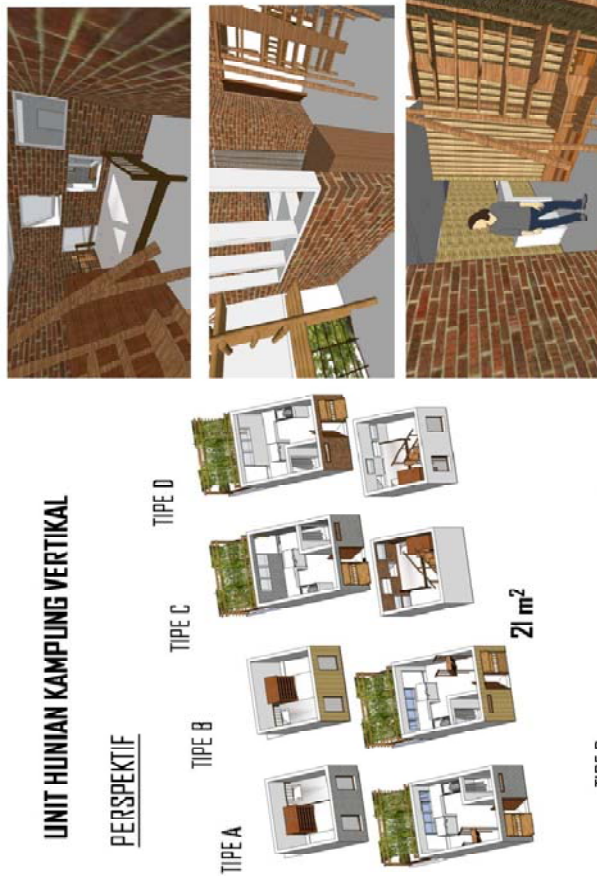 UNIT HUNIAN KAMPUNG VERTIKAL
PERSPEKTIF
TIPE A
TIPE B
TIPE C
TIPE D
21 m²